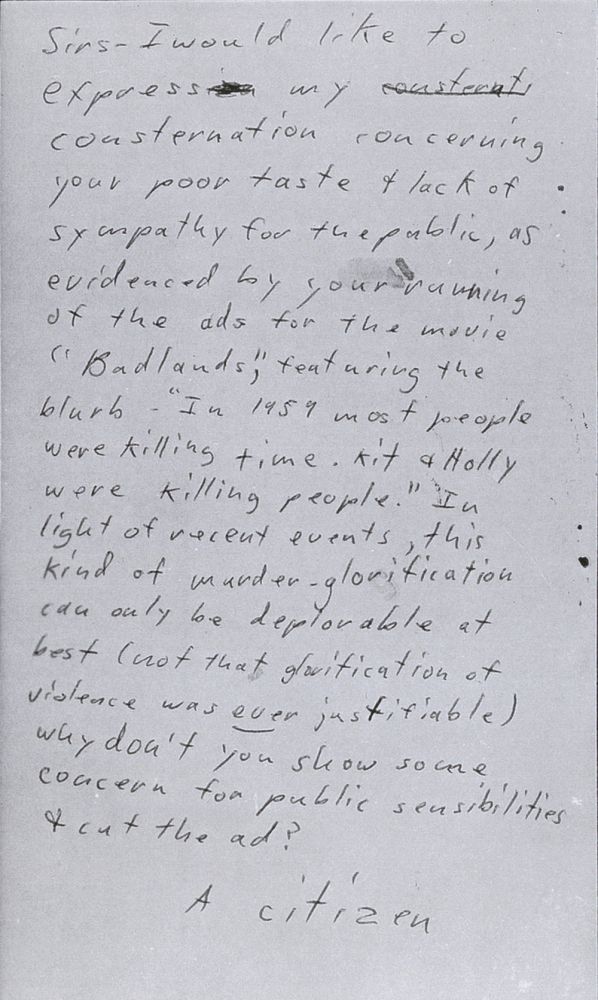 Sirs - I would like to
express my consternat
consternation concerning
your poor taste & lack of
sympathy for the public, as
evidenced by your running
of the ads for the movie
"Badlands," featuring the
blurb - "In 1959 most people
were killing time. Kit & Holly
were killing people." In
light of recent events, this
kind of murder-glorification
can only be deplorable at
best (not that glorification of
violence was ever justifiable)
why don't you show some
concern for public sensibilities
& cut the ad?
A citizen